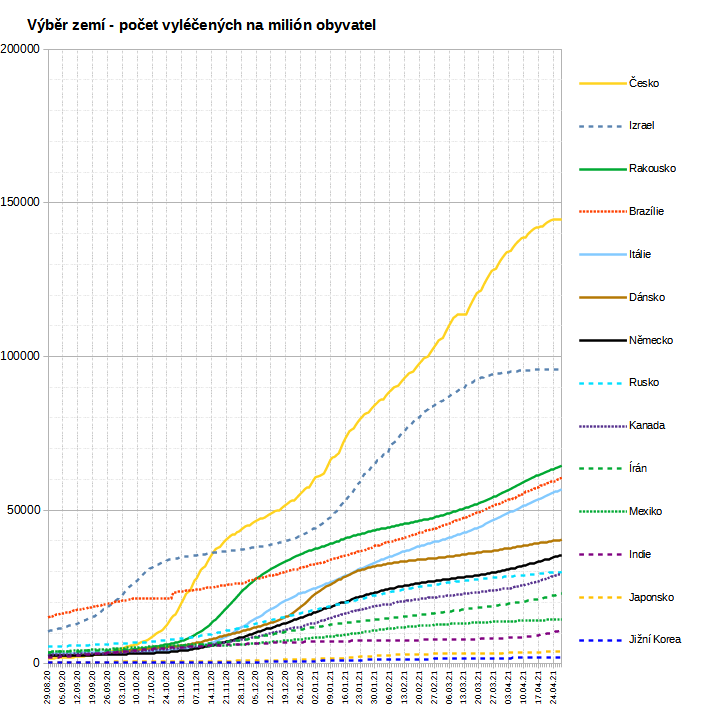 Výběr zemí - počet vyléčených na milión obyvatel
200000
150000
100000
50000
0
Česko
Izrael
Rakousko
Brazílie
Itálie
Dánsko
Německo
Rusko
Kanada
Írán
Mexiko
Indie
Japonsko
Jižní Korea
29.08.20
05.09.20
12.09.20
19.09.20
26.09.20
03.10.20
10.10.20
17.10.20
24.10.20
31.10.20
07.11.20
14.11.20
21.11.20
28.11.20
05.12.20
12.12.20
19.12.20
26.12.20
02.01.21
09.01.21
16.01.21
23.01.21
30.01.21
06.02.21
13.02.21
20.02.21
27.02.21
06.03.21
13.03.21
20.03.21
27.03.21
03.04.21
10.04.21
17.04.21
24.04.21